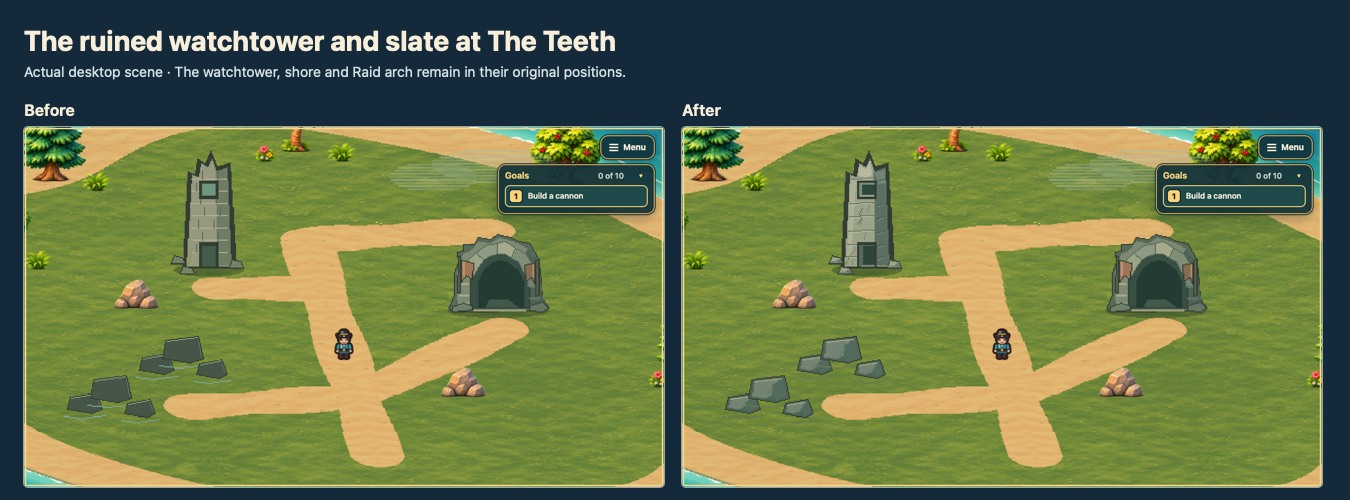 The ruined watchtower and slate at The Teeth
Actual desktop scene · The watchtower, shore and Raid arch remain in their original positions.
Before
After
Menu
Goals 0 of 10
1 Build a cannon
Menu
Goals 0 of 10
1 Build a cannon